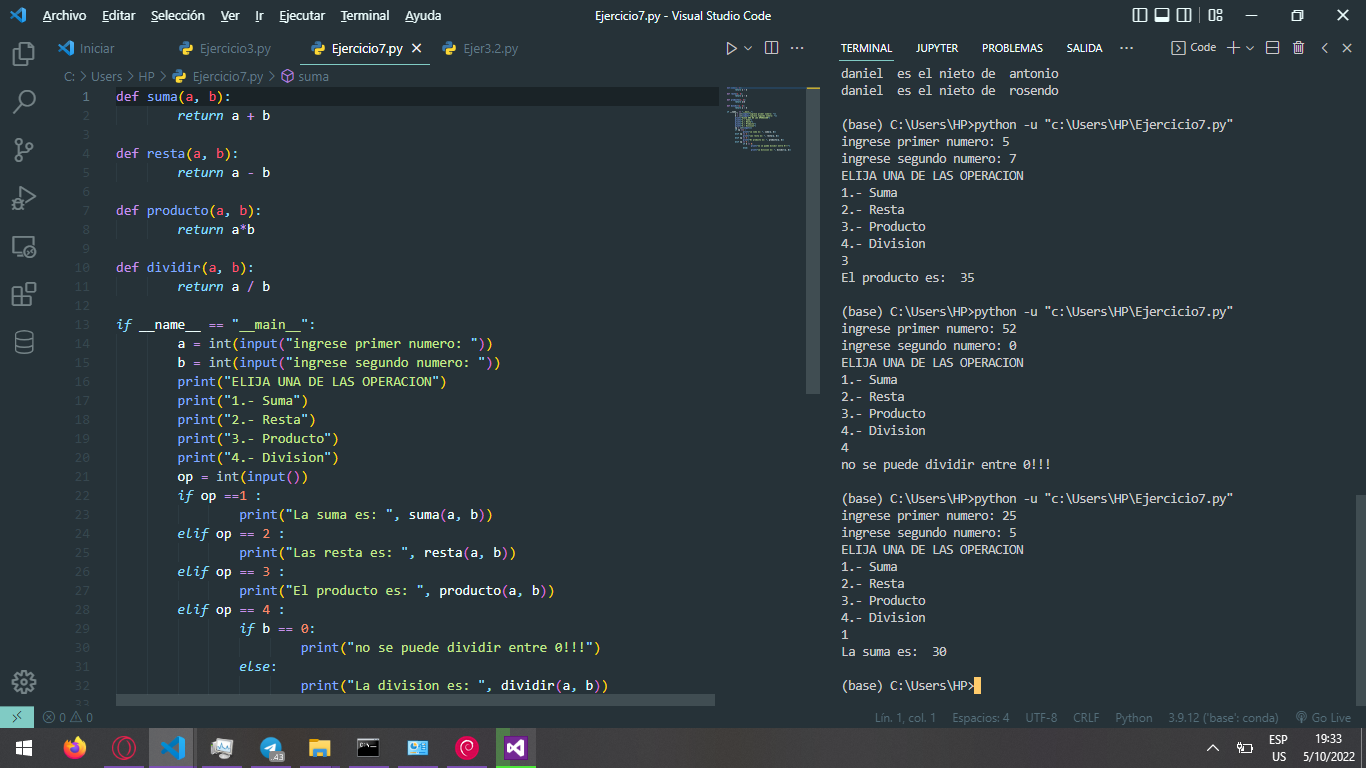 Archivo Editar Selección Ver Ir Ejecutar Terminal Ayuda
Ejercicio7.py - Visual Studio Code
Iniciar
Ejercicio3.py
Ejercicio7.py
Ejer3.2.py
C: > Users > HP > Ejercicio7.py > suma
1 def suma(a, b):
2 return a + b
3
4 def resta(a, b):
5 return a - b
6
7 def producto(a, b):
8 return a*b
9
10 def dividir(a, b):
11 return a / b
12
13 if __name__ == "__main__":
14 a = int(input("ingrese primer numero: "))
15 b = int(input("ingrese segundo numero: "))
16 print("ELIJA UNA DE LAS OPERACION")
17 print("1.- Suma")
18 print("2.- Resta")
19 print("3.- Producto")
20 print("4.- Division")
21 op = int(input())
22 if op ==1 :
23 print("La suma es: ", suma(a, b))
24 elif op == 2 :
25 print("Las resta es: ", resta(a, b))
26 elif op == 3 :
27 print("El producto es: ", producto(a, b))
28 elif op == 4 :
29 if b == 0:
30 print("no se puede dividir entre 0!!!")
31 else:
32 print("La division es: ", dividir(a, b))
33
TERMINAL JUPYTER PROBLEMAS SALIDA ··· Code
daniel  es el nieto de  antonio
daniel  es el nieto de  rosendo
(base) C:\Users\HP>python -u "c:\Users\HP\Ejercicio7.py"
ingrese primer numero: 5
ingrese segundo numero: 7
ELIJA UNA DE LAS OPERACION
1.- Suma
2.- Resta
3.- Producto
4.- Division
3
El producto es:  35
(base) C:\Users\HP>python -u "c:\Users\HP\Ejercicio7.py"
ingrese primer numero: 52
ingrese segundo numero: 0
ELIJA UNA DE LAS OPERACION
1.- Suma
2.- Resta
3.- Producto
4.- Division
4
no se puede dividir entre 0!!!
(base) C:\Users\HP>python -u "c:\Users\HP\Ejercicio7.py"
ingrese primer numero: 25
ingrese segundo numero: 5
ELIJA UNA DE LAS OPERACION
1.- Suma
2.- Resta
3.- Producto
4.- Division
1
La suma es:  30
(base) C:\Users\HP>
0 0
Lín. 1, col. 1 Espacios: 4 UTF-8 CRLF Python 3.9.12 ('base': conda) Go Live
.43
ESP
US
19:33
5/10/2022